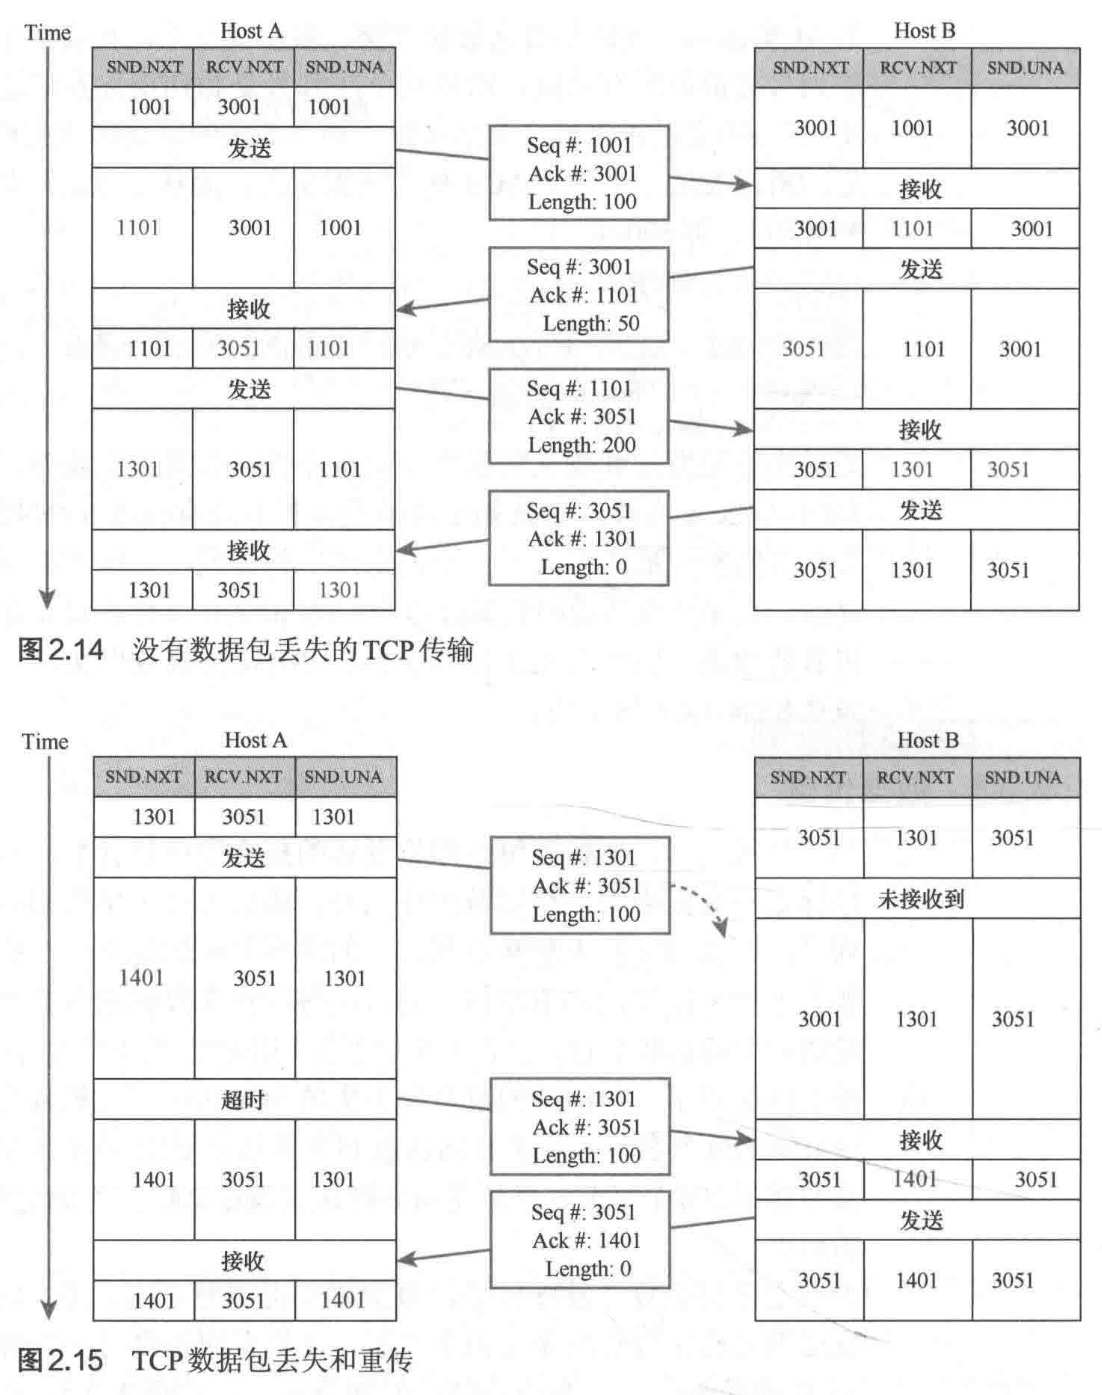 Time Host A Host B
SND.NXT RCV.NXT SND.UNA SND.NXT RCV.NXT SND.UNA
1001 3001 1001
3001 1001 3001
发送
Seq #: 1001
Ack #: 3001
Length: 100
接收
1101 3001 1001
3001 1101 3001
Seq #: 3001
Ack #: 1101
Length: 50
发送
接收
1101 3051 1101
3051 1101 3001
发送
Seq #: 1101
Ack #: 3051
Length: 200
接收
1301 3051 1101
3051 1301 3051
Seq #: 3051
Ack #: 1301
Length: 0
发送
接收
1301 3051 1301
3051 1301 3051
图2.14 没有数据包丢失的TCP传输
Time Host A Host B
SND.NXT RCV.NXT SND.UNA SND.NXT RCV.NXT SND.UNA
1301 3051 1301
3051 1301 3051
发送
Seq #: 1301
Ack #: 3051
Length: 100
未接收到
1401 3051 1301
3001 1301 3051
超时
Seq #: 1301
Ack #: 3051
Length: 100
接收
1401 3051 1301
3051 1401 3051
Seq #: 3051
Ack #: 1401
Length: 0
发送
接收
1401 3051 1401
3051 1401 3051
图2.15 TCP数据包丢失和重传